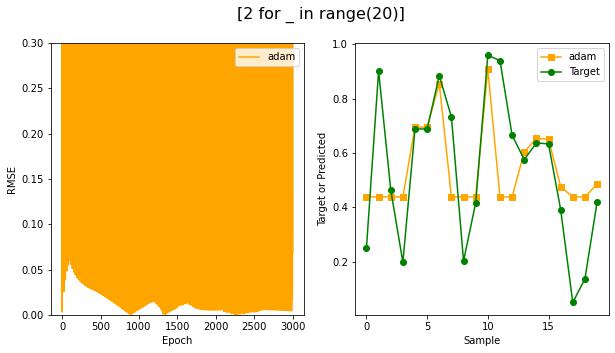 [2 for _ in range(20)]
0.30
0.25
0.20
0.15
0.10
0.05
0.00
RMSE
0
500
1000
1500
2000
2500
3000
Epoch
adam
1.0
0.8
0.6
0.4
0.2
Target or Predicted
0
5
10
15
Sample
adam
Target